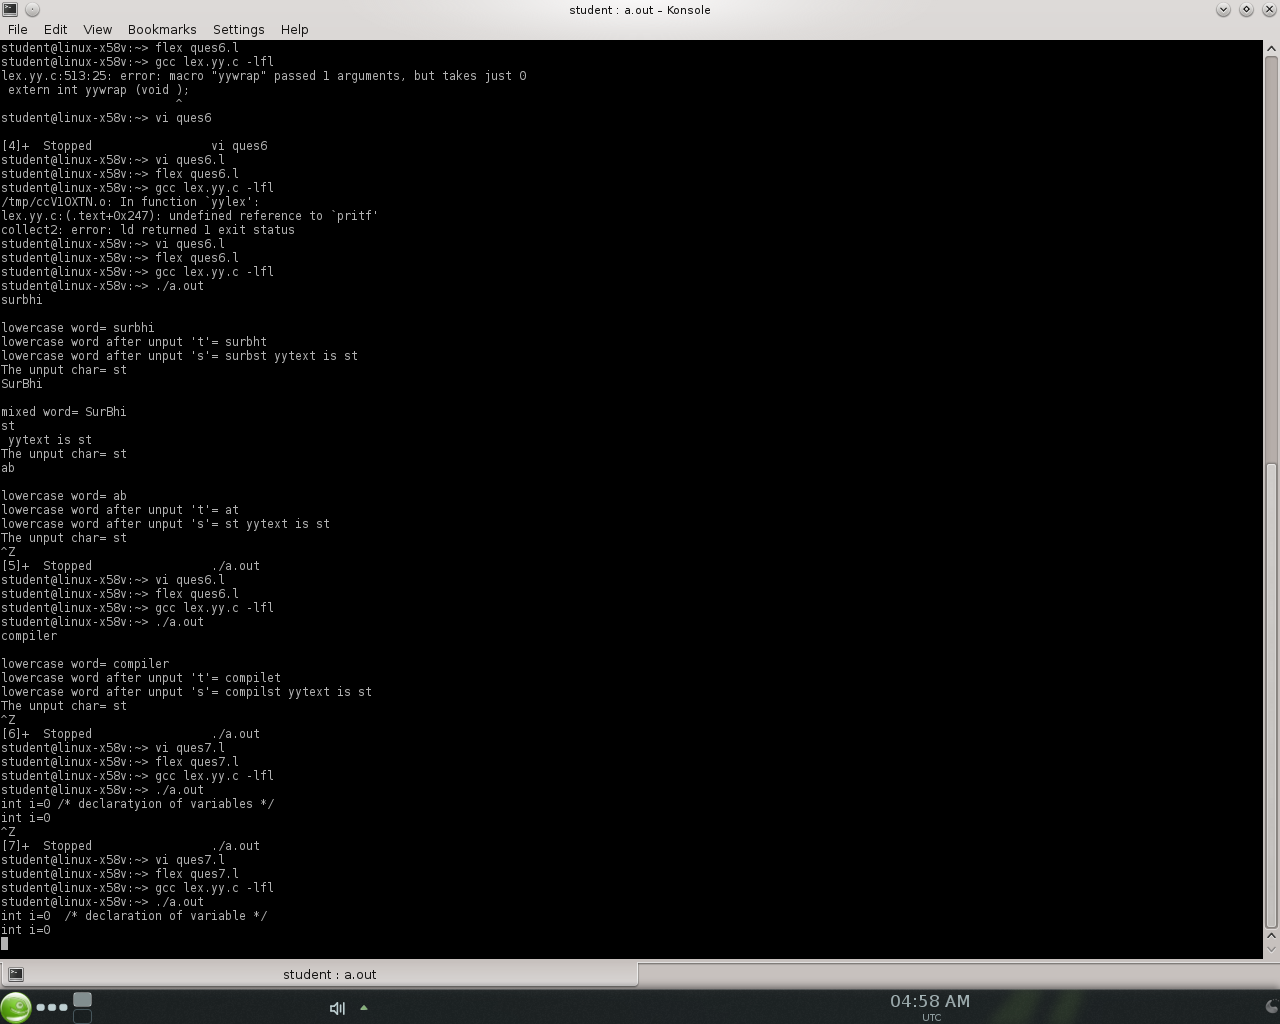 student : a.out – Konsole
File Edit View Bookmarks Settings Help
student@linux-x58v:~> flex ques6.l
student@linux-x58v:~> gcc lex.yy.c -lfl
lex.yy.c:513:25: error: macro "yywrap" passed 1 arguments, but takes just 0
 extern int yywrap (void );
                         ^
student@linux-x58v:~> vi ques6
[4]+  Stopped                 vi ques6
student@linux-x58v:~> vi ques6.l
student@linux-x58v:~> flex ques6.l
student@linux-x58v:~> gcc lex.yy.c -lfl
/tmp/ccVlOXTN.o: In function `yylex':
lex.yy.c:(.text+0x247): undefined reference to `pritf'
collect2: error: ld returned 1 exit status
student@linux-x58v:~> vi ques6.l
student@linux-x58v:~> flex ques6.l
student@linux-x58v:~> gcc lex.yy.c -lfl
student@linux-x58v:~> ./a.out
surbhi
lowercase word= surbhi
lowercase word after unput 't'= surbht
lowercase word after unput 's'= surbst yytext is st
The unput char= st
SurBhi
mixed word= SurBhi
st
 yytext is st
The unput char= st
ab
lowercase word= ab
lowercase word after unput 't'= at
lowercase word after unput 's'= st yytext is st
The unput char= st
^Z
[5]+  Stopped                 ./a.out
student@linux-x58v:~> vi ques6.l
student@linux-x58v:~> flex ques6.l
student@linux-x58v:~> gcc lex.yy.c -lfl
student@linux-x58v:~> ./a.out
compiler
lowercase word= compiler
lowercase word after unput 't'= compilet
lowercase word after unput 's'= compilst yytext is st
The unput char= st
^Z
[6]+  Stopped                 ./a.out
student@linux-x58v:~> vi ques7.l
student@linux-x58v:~> flex ques7.l
student@linux-x58v:~> gcc lex.yy.c -lfl
student@linux-x58v:~> ./a.out
int i=0 /* declaratyion of variables */
int i=0
^Z
[7]+  Stopped                 ./a.out
student@linux-x58v:~> vi ques7.l
student@linux-x58v:~> flex ques7.l
student@linux-x58v:~> gcc lex.yy.c -lfl
student@linux-x58v:~> ./a.out
int i=0  /* declaration of variable */
int i=0
student : a.out
04:58 AM
UTC